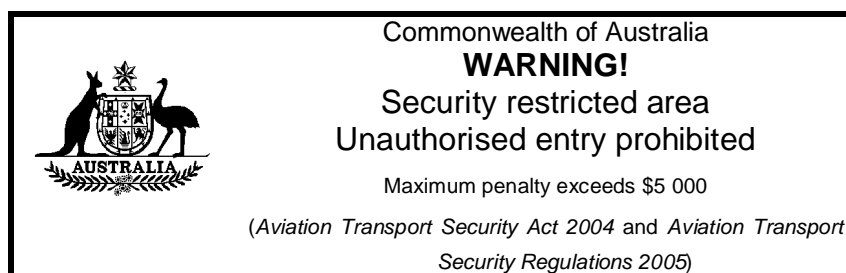 Commonwealth of Australia
WARNING!
Security restricted area
Unauthorised entry prohibited
AUSTRALIA
Maximum penalty exceeds $5 000
(Aviation Transport Security Act 2004 and Aviation Transport
Security Regulations 2005)